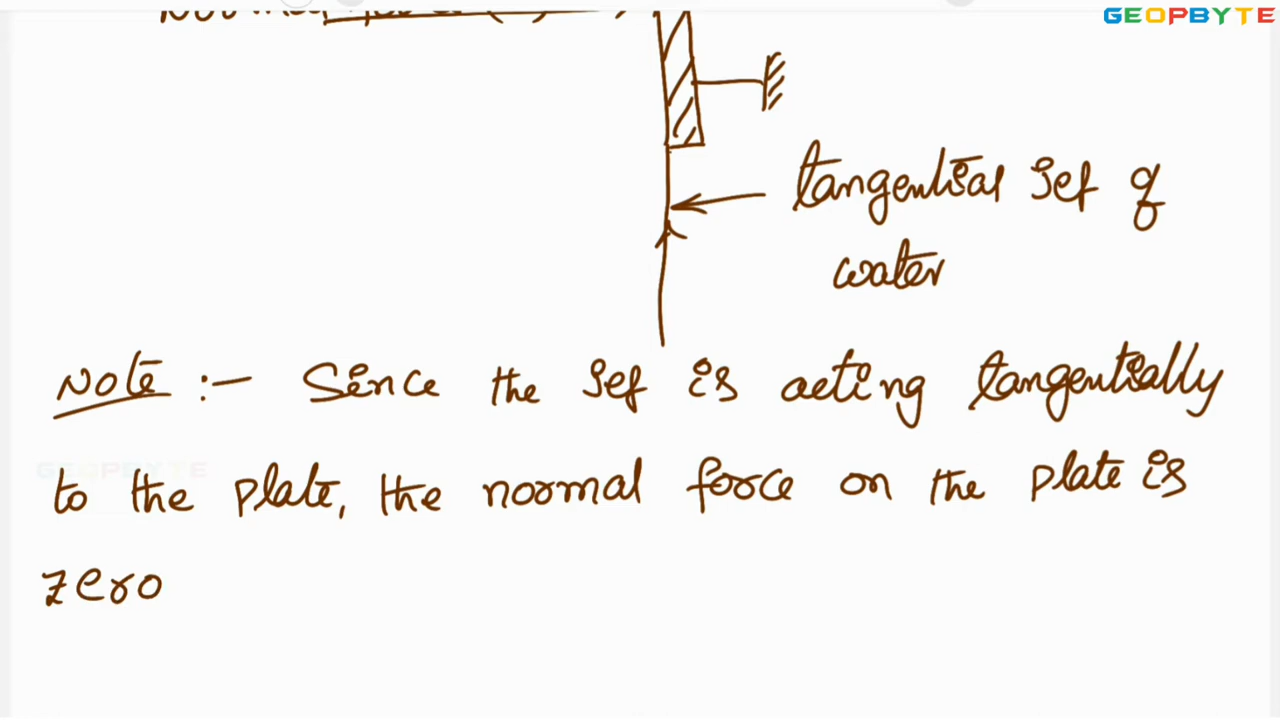 GEOPBYTE
tangential jet of
water
Note :- Since the jet is acting tangentially
GEOPBYTE
to the plate, the normal force on the plate is
zero